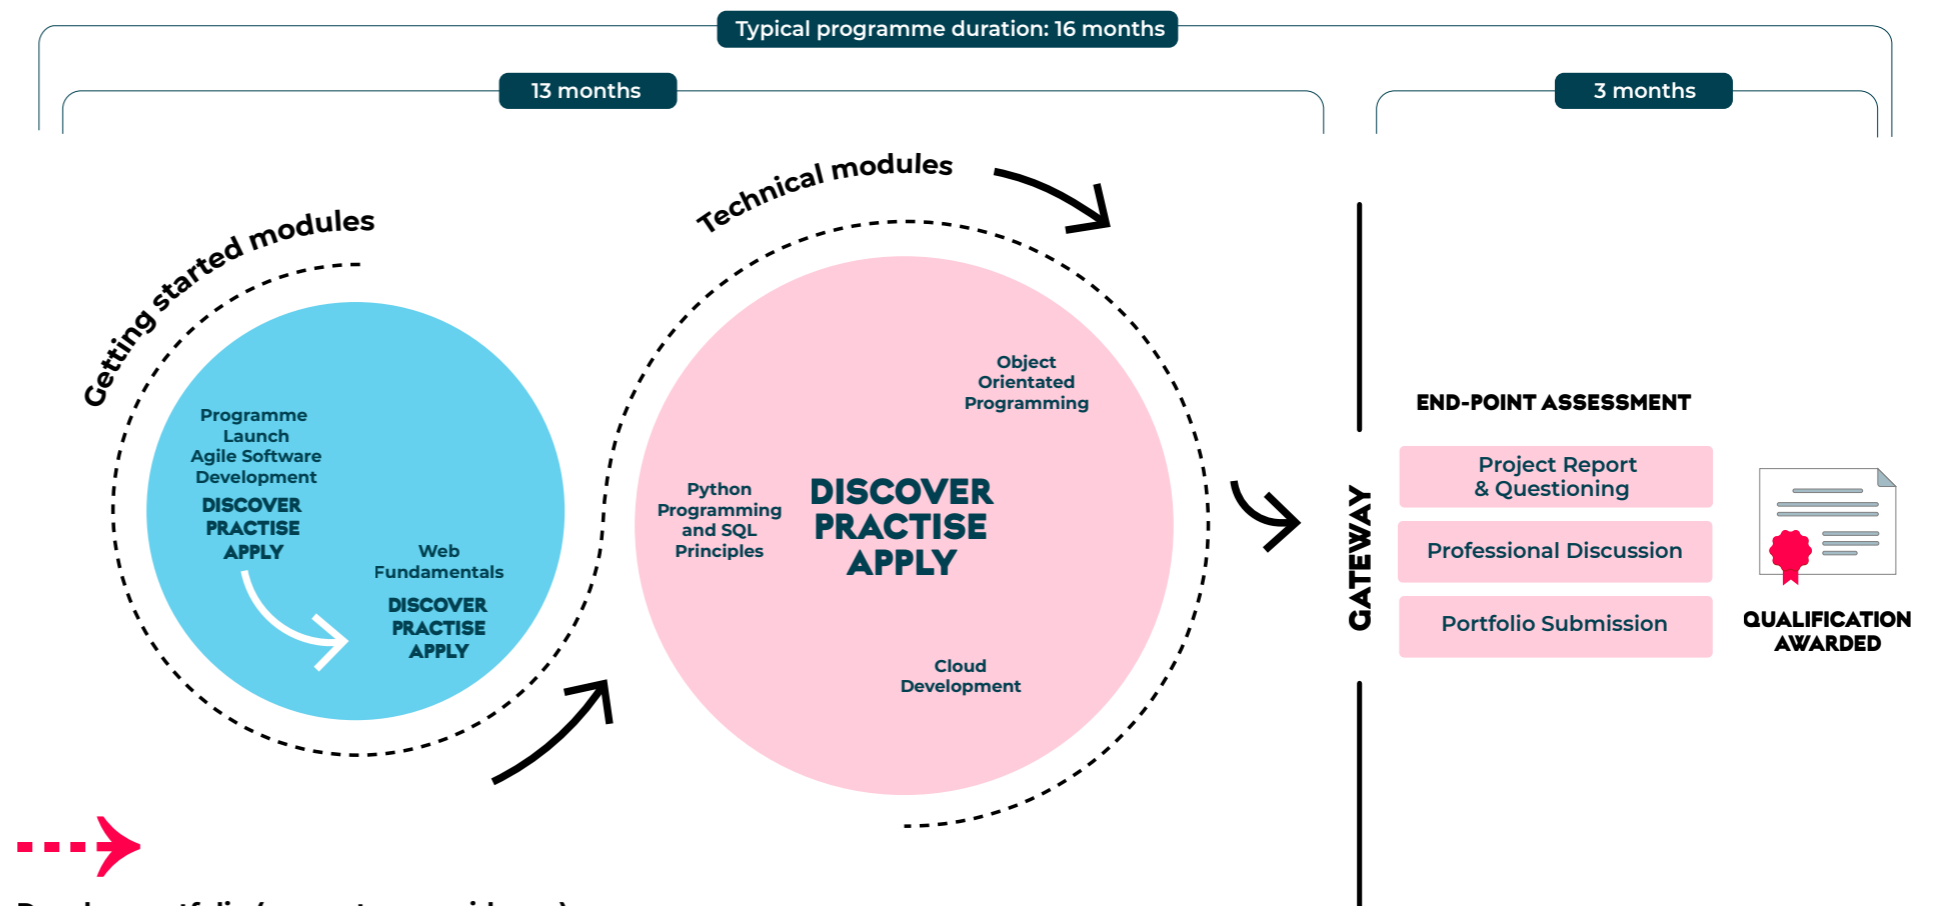 Typical programme duration: 16 months
13 months
3 months
Getting started modules
Technical modules
Programme
Launch
Agile Software
Development
DISCOVER
PRACTISE
APPLY
Web
Fundamentals
DISCOVER
PRACTISE
APPLY
Python
Programming
and SQL
Principles
DISCOVER
PRACTISE
APPLY
Object
Orientated
Programming
Cloud
Development
GATEWAY
END-POINT ASSESSMENT
Project Report
& Questioning
Professional Discussion
Portfolio Submission
QUALIFICATION
AWARDED